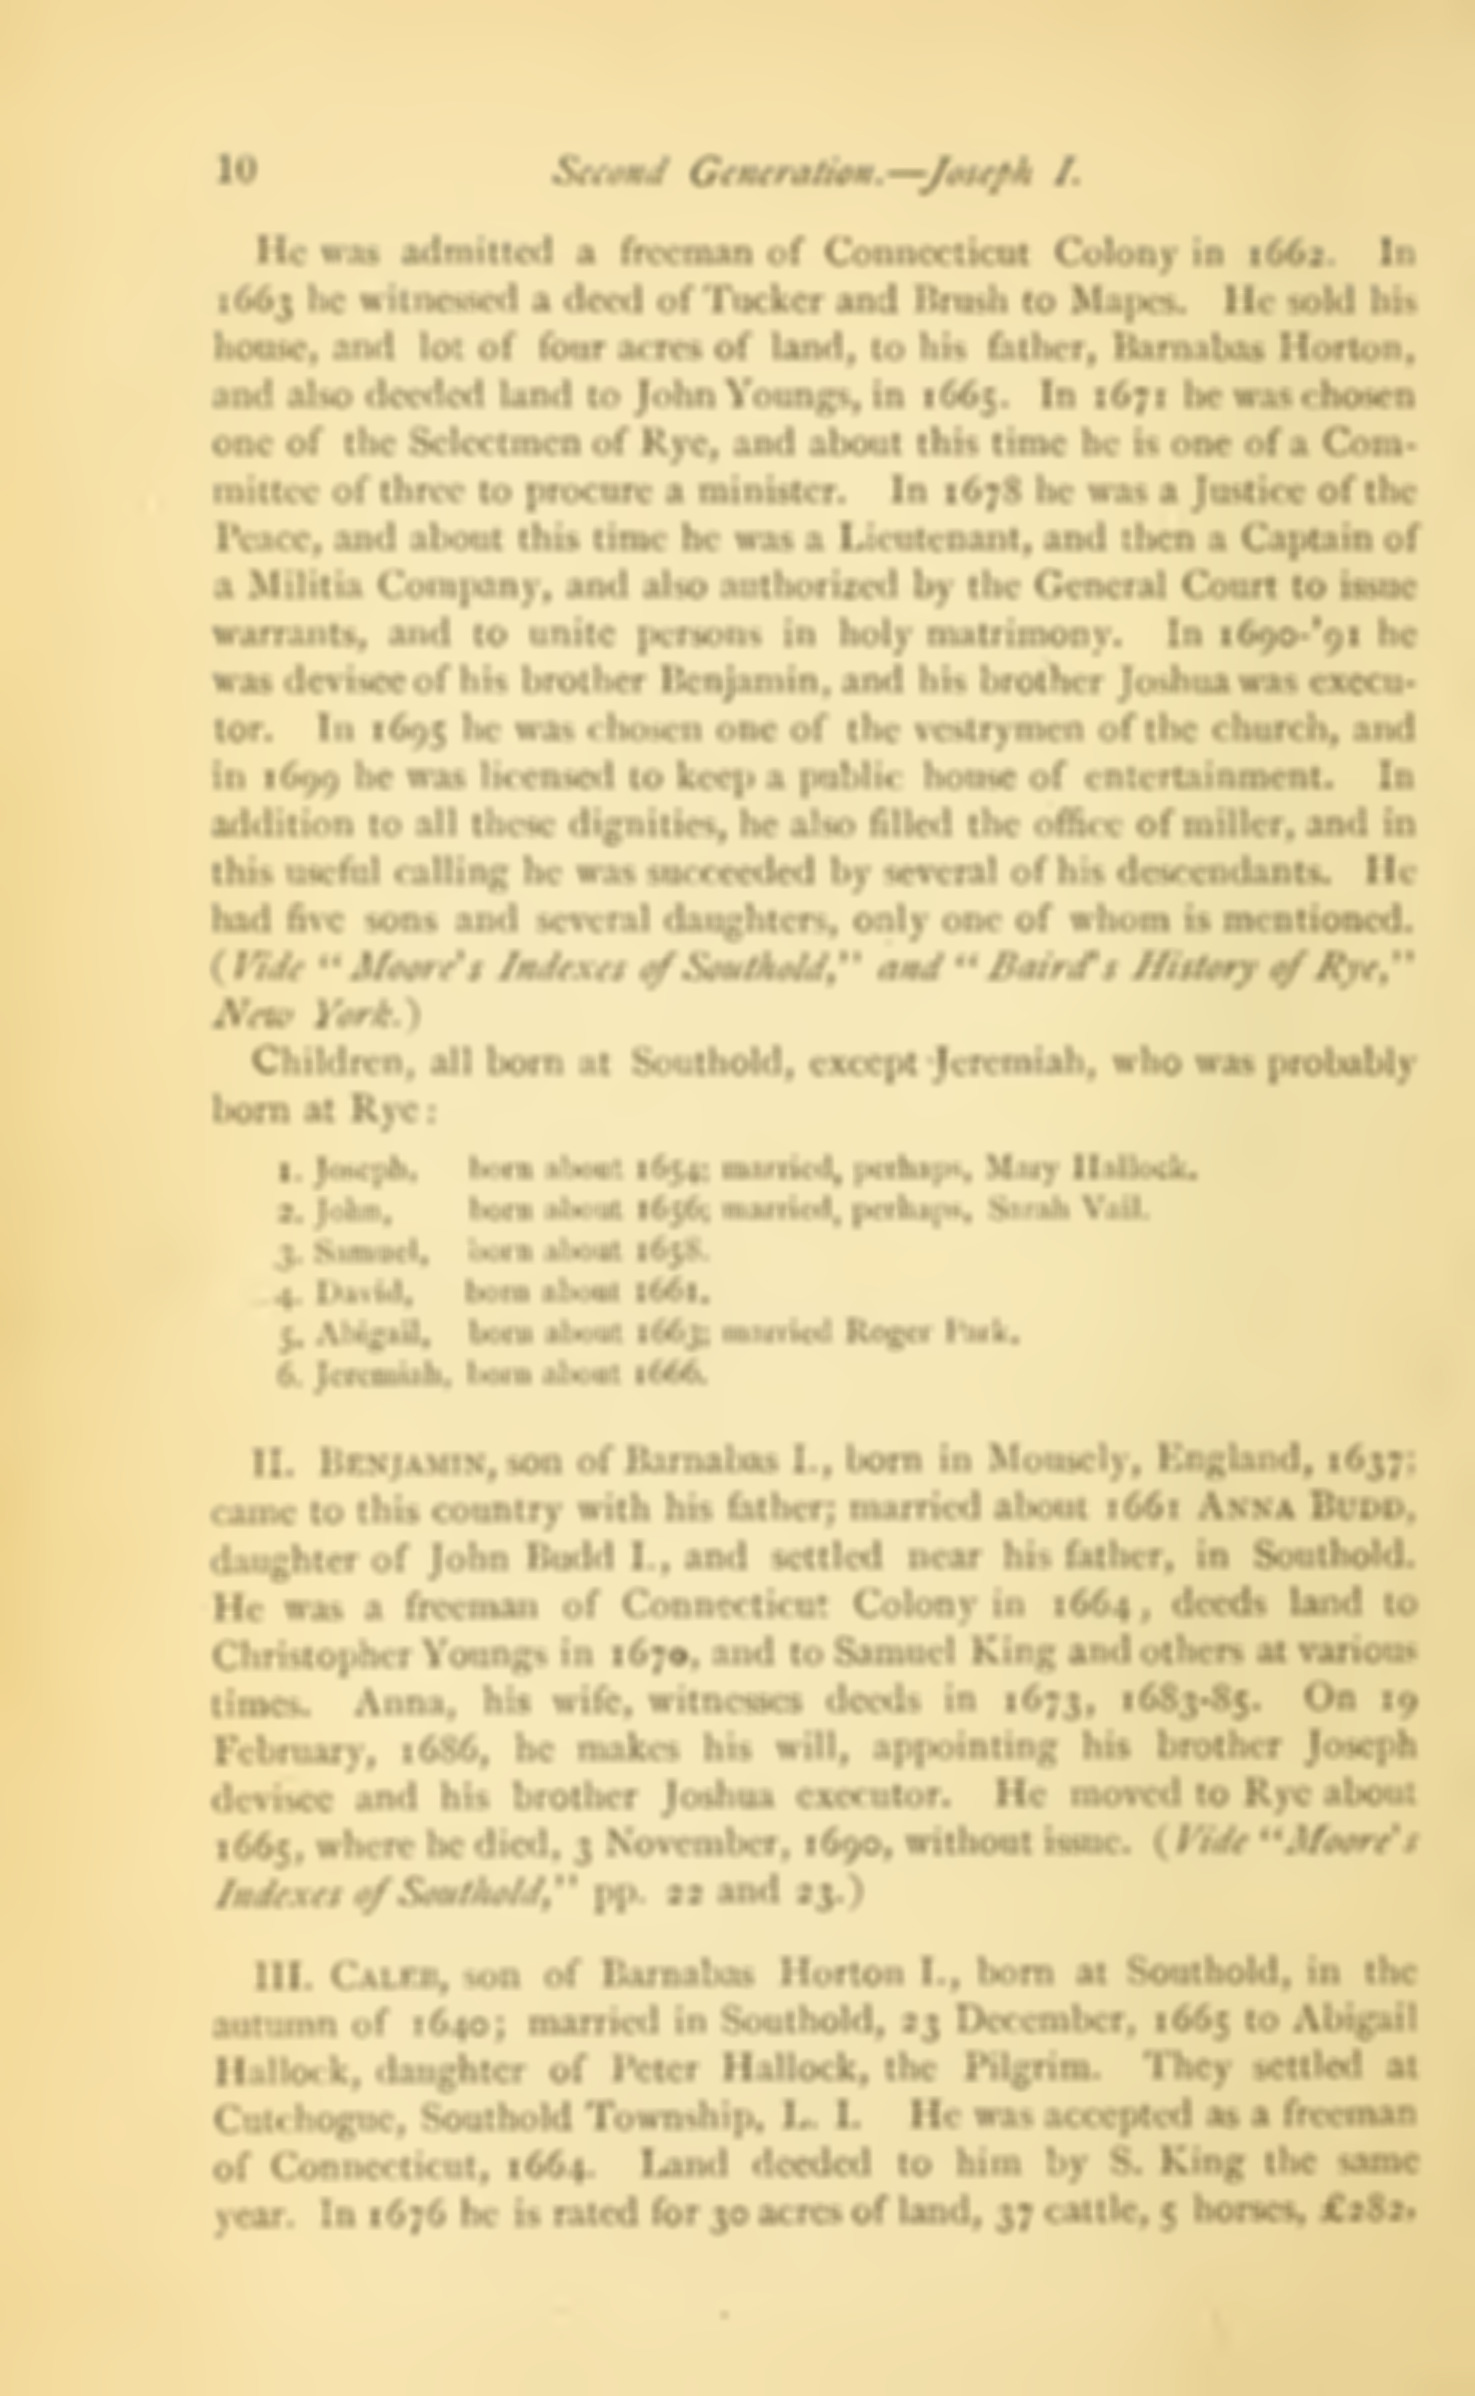 10 Second Generation.—Joseph I.
He was admitted a freeman of Connecticut Colony in 1662. In
1663 he witnessed a deed of Tucker and Brush to Mapes. He sold his
house, and lot of four acres of land, to his father, Barnabas Horton,
and also deeded land to John Youngs, in 1665. In 1671 he was chosen
one of the Selectmen of Rye, and about this time he is one of a Com-
mittee of three to procure a minister. In 1678 he was a Justice of the
Peace, and about this time he was a Lieutenant, and then a Captain of
a Militia Company, and also authorized by the General Court to issue
warrants, and to unite persons in holy matrimony. In 1690-'91 he
was devisee of his brother Benjamin, and his brother Joshua was execu-
tor. In 1695 he was chosen one of the vestrymen of the church, and
in 1699 he was licensed to keep a public house of entertainment. In
addition to all these dignities, he also filled the office of miller, and in
this useful calling he was succeeded by several of his descendants. He
had five sons and several daughters, only one of whom is mentioned.
(Vide "Moore's Indexes of Southold," and "Baird's History of Rye,"
New York.)
Children, all born at Southold, except Jeremiah, who was probably
born at Rye:
1. Joseph, born about 1654; married, perhaps, Mary Hallock.
2. John, born about 1656; married, perhaps, Sarah Vail.
3. Samuel, born about 1658.
4. David, born about 1661.
5. Abigail, born about 1663; married Roger Park.
6. Jeremiah, born about 1666.
II. BENJAMIN, son of Barnabas I., born in Mousely, England, 1637;
came to this country with his father; married about 1661 ANNA BUDD,
daughter of John Budd I., and settled near his father, in Southold.
He was a freeman of Connecticut Colony in 1664, deeds land to
Christopher Youngs in 1670, and to Samuel King and others at various
times. Anna, his wife, witnesses deeds in 1673, 1683-85. On 19
February, 1686, he makes his will, appointing his brother Joseph
devisee and his brother Joshua executor. He moved to Rye about
1665, where he died, 3 November, 1690, without issue. (Vide "Moore's
Indexes of Southold," pp. 22 and 23.)
III. CALEB, son of Barnabas Horton I., born at Southold, in the
autumn of 1640; married in Southold, 23 December, 1665 to Abigail
Hallock, daughter of Peter Hallock, the Pilgrim. They settled at
Cutchogue, Southold Township, L. I. He was accepted as a freeman
of Connecticut, 1664. Land deeded to him by S. King the same
year. In 1676 he is rated for 30 acres of land, 37 cattle, 5 horses, £282,